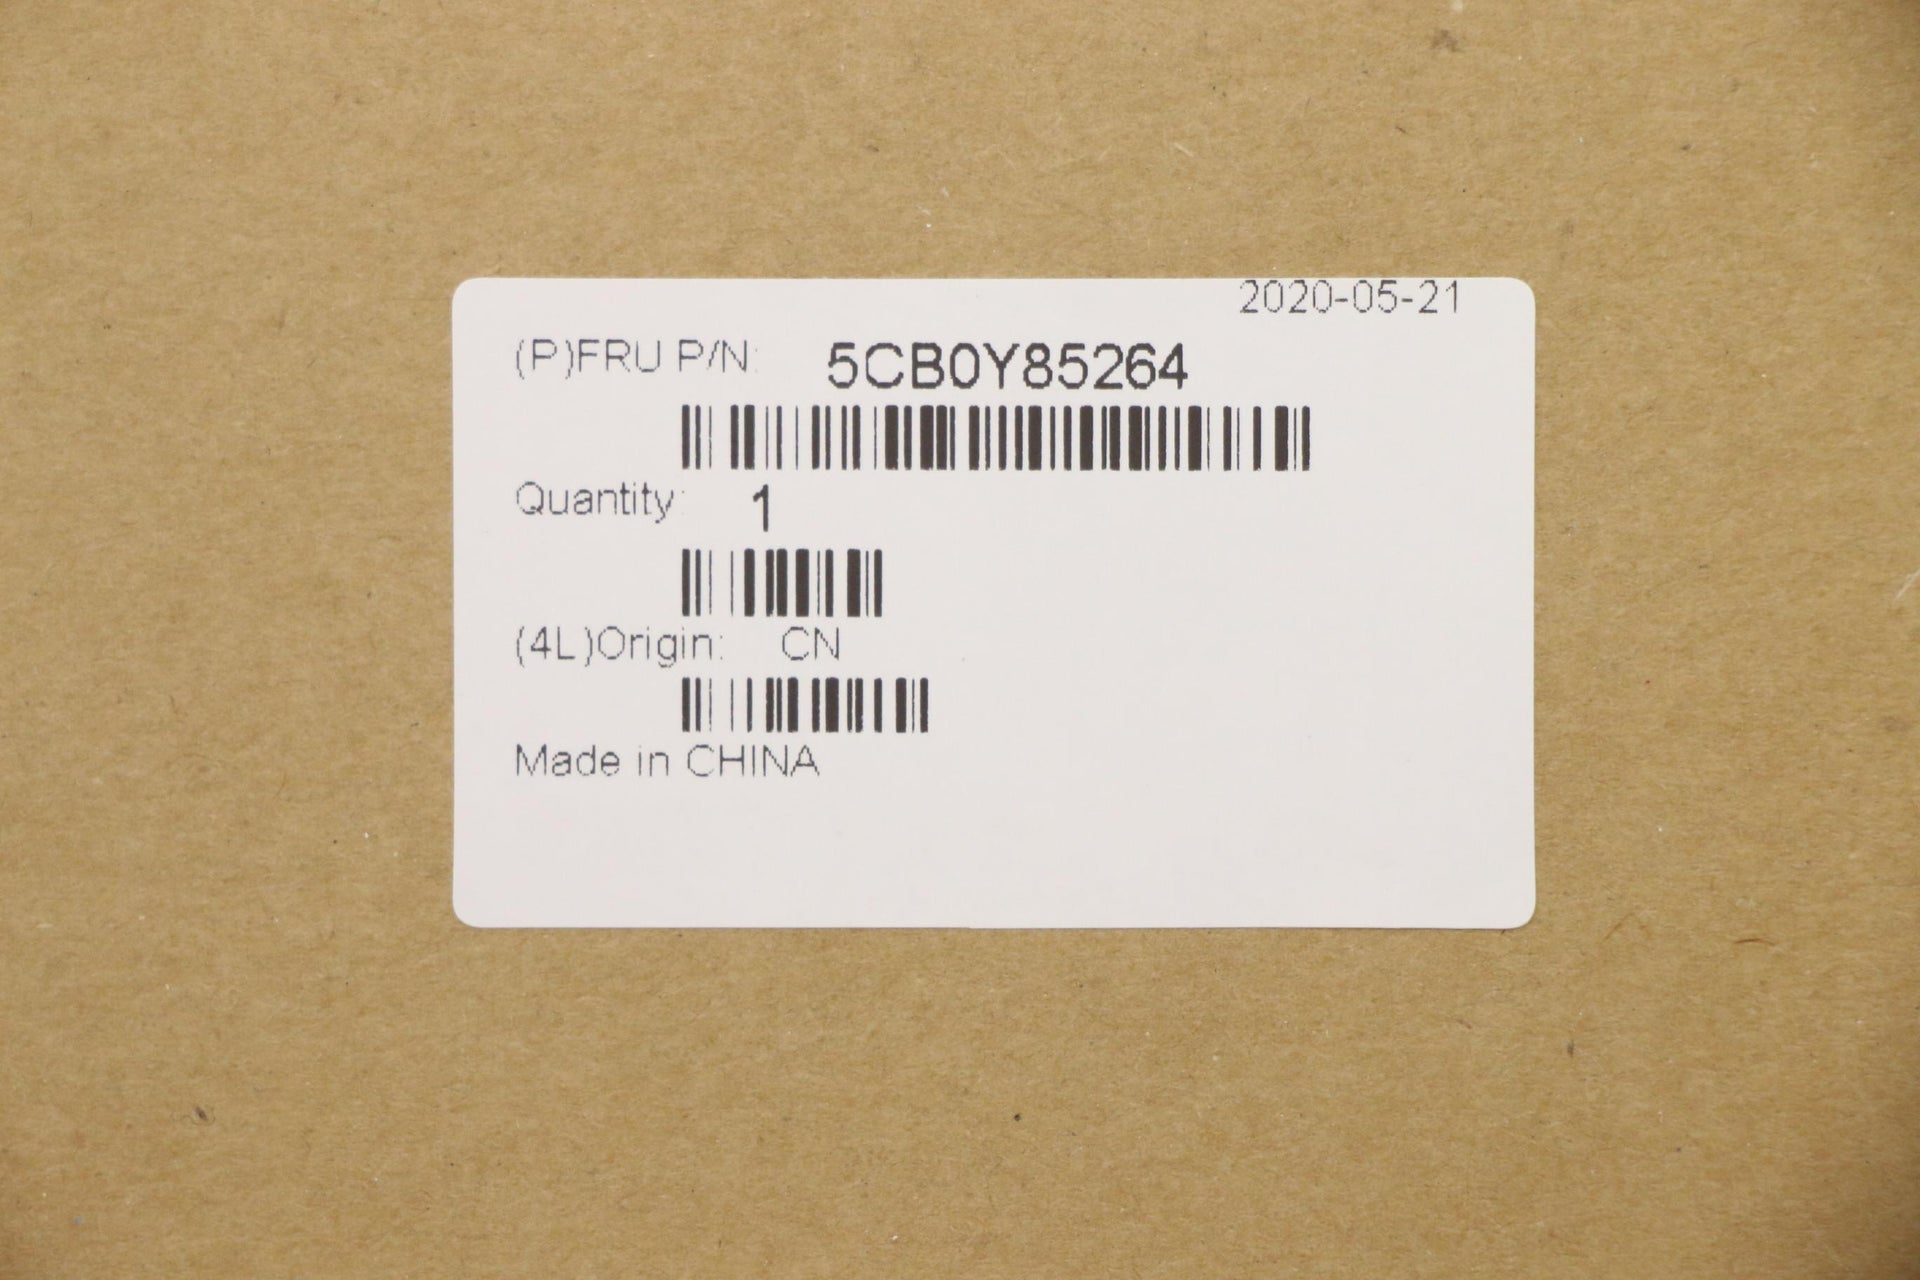 2020-05-21
(P)FRU P/N: 5CB0Y85264
Quantity: 1
(4L)Origin: CN
Made in CHINA